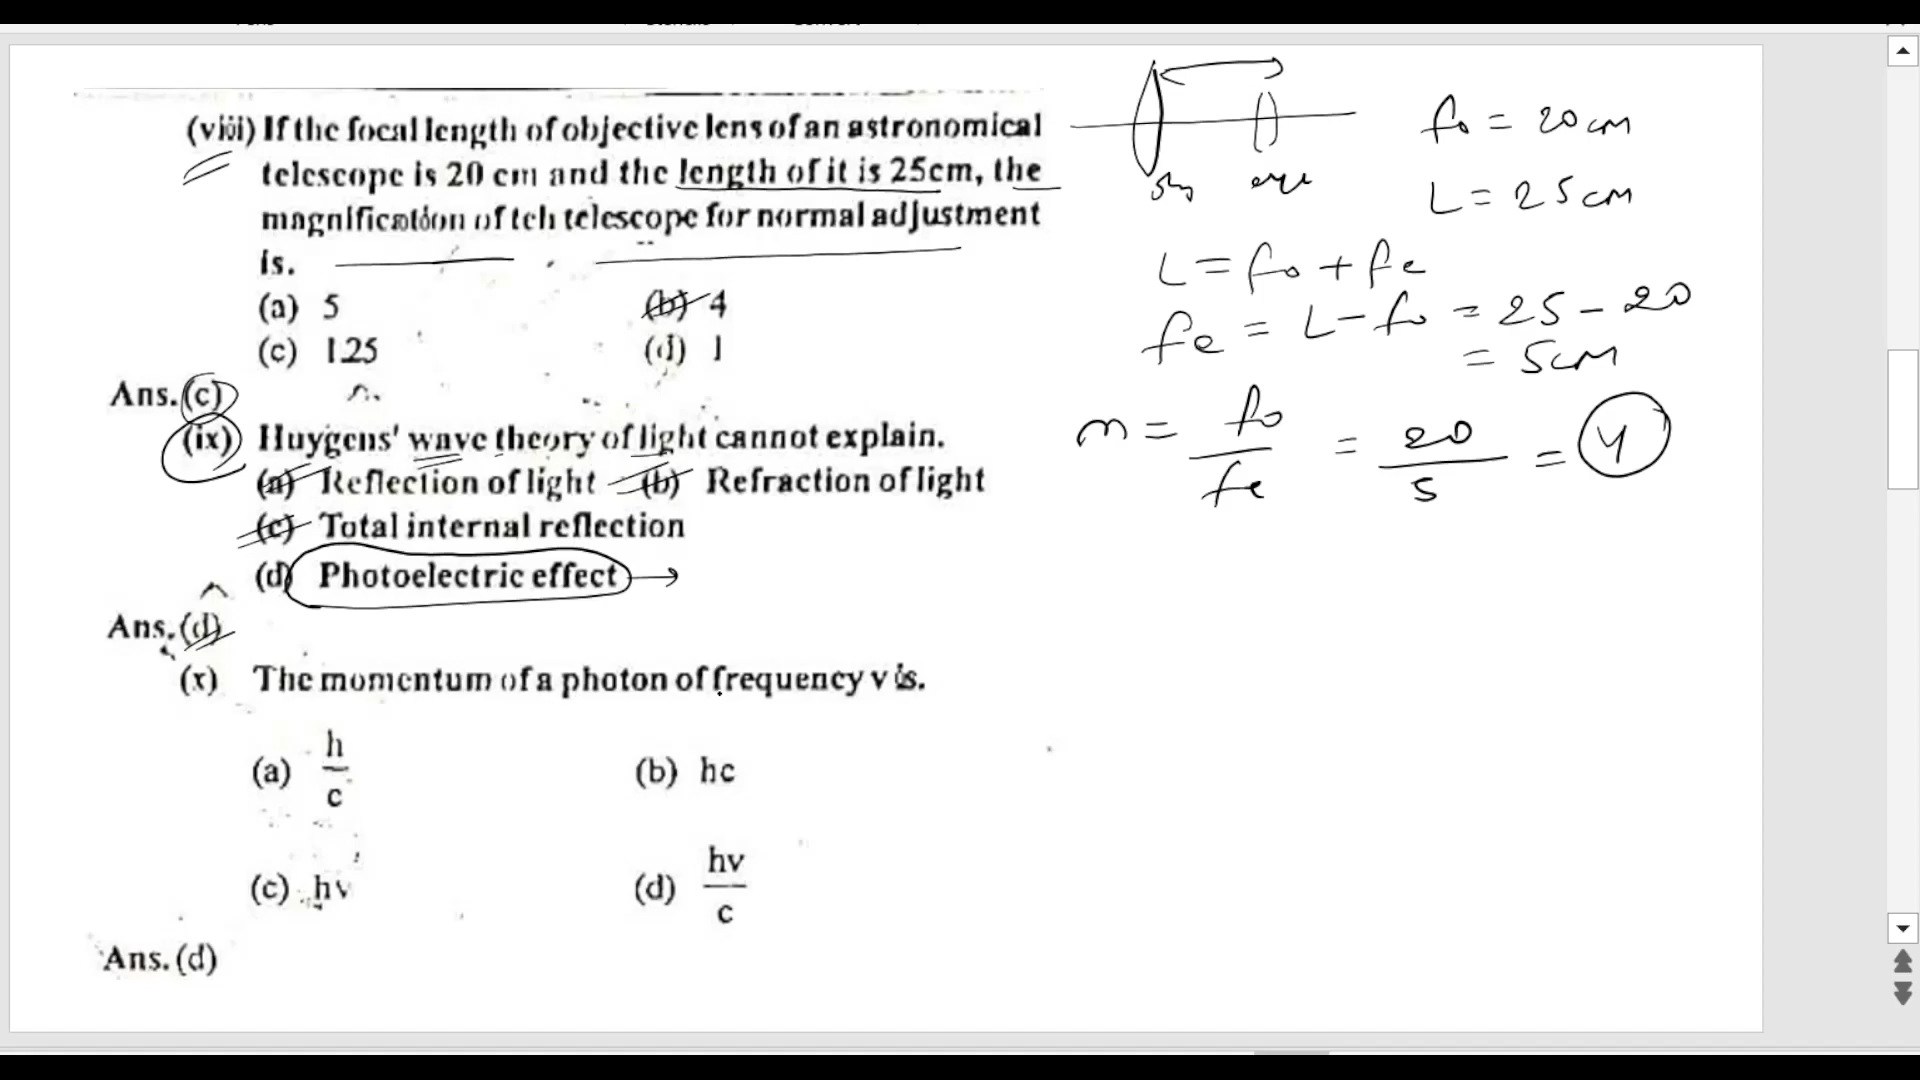 (viii) If the focal length of objective lens of an astronomical
telescope is 20 cm and the length of it is 25cm, the
magnification of teh telescope for normal adjustment
is.
(a) 5 (b) 4
(c) 125 (d) 1
Ans. (c)
(ix) Huygens' wave theory of light cannot explain.
(a) Reflection of light (b) Refraction of light
(c) Total internal reflection
(d) Photoelectric effect →
Ans. (d)
(x) The momentum of a photon of frequency v is.
(a) h/c (b) hc
(c) hv (d) hv/c
Ans. (d)
obj eye
fo = 20 cm
L = 25 cm
L = fo + fe
fe = L - fo = 25 - 20
= 5 cm
m = fo/fe = 20/5 = 4